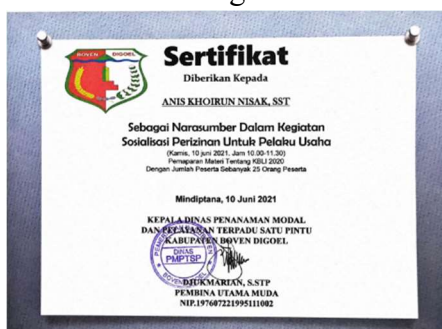 BOVEN DIGOEL
Sertifikat
Diberikan Kepada
ANIS KHOIRUN NISAK, SST
Sebagai Narasumber Dalam Kegiatan
Sosialisasi Perizinan Untuk Pelaku Usaha
(Kamis, 10 juni 2021, Jam 10.00-11.30)
Pemaparan Materi Tentang KBLI 2020
Dengan Jumlah Peserta Sebanyak 25 Orang Peserta
Mindiptana, 10 Juni 2021
KEPALA DINAS PENANAMAN MODAL
DAN PELAYANAN TERPADU SATU PINTU
KABUPATEN BOVEN DIGOEL
DINAS
PMPTSP
BOVEN DIGOEL
DJUKMARIAN, S.STP
PEMBINA UTAMA MUDA
NIP.197607221995111002